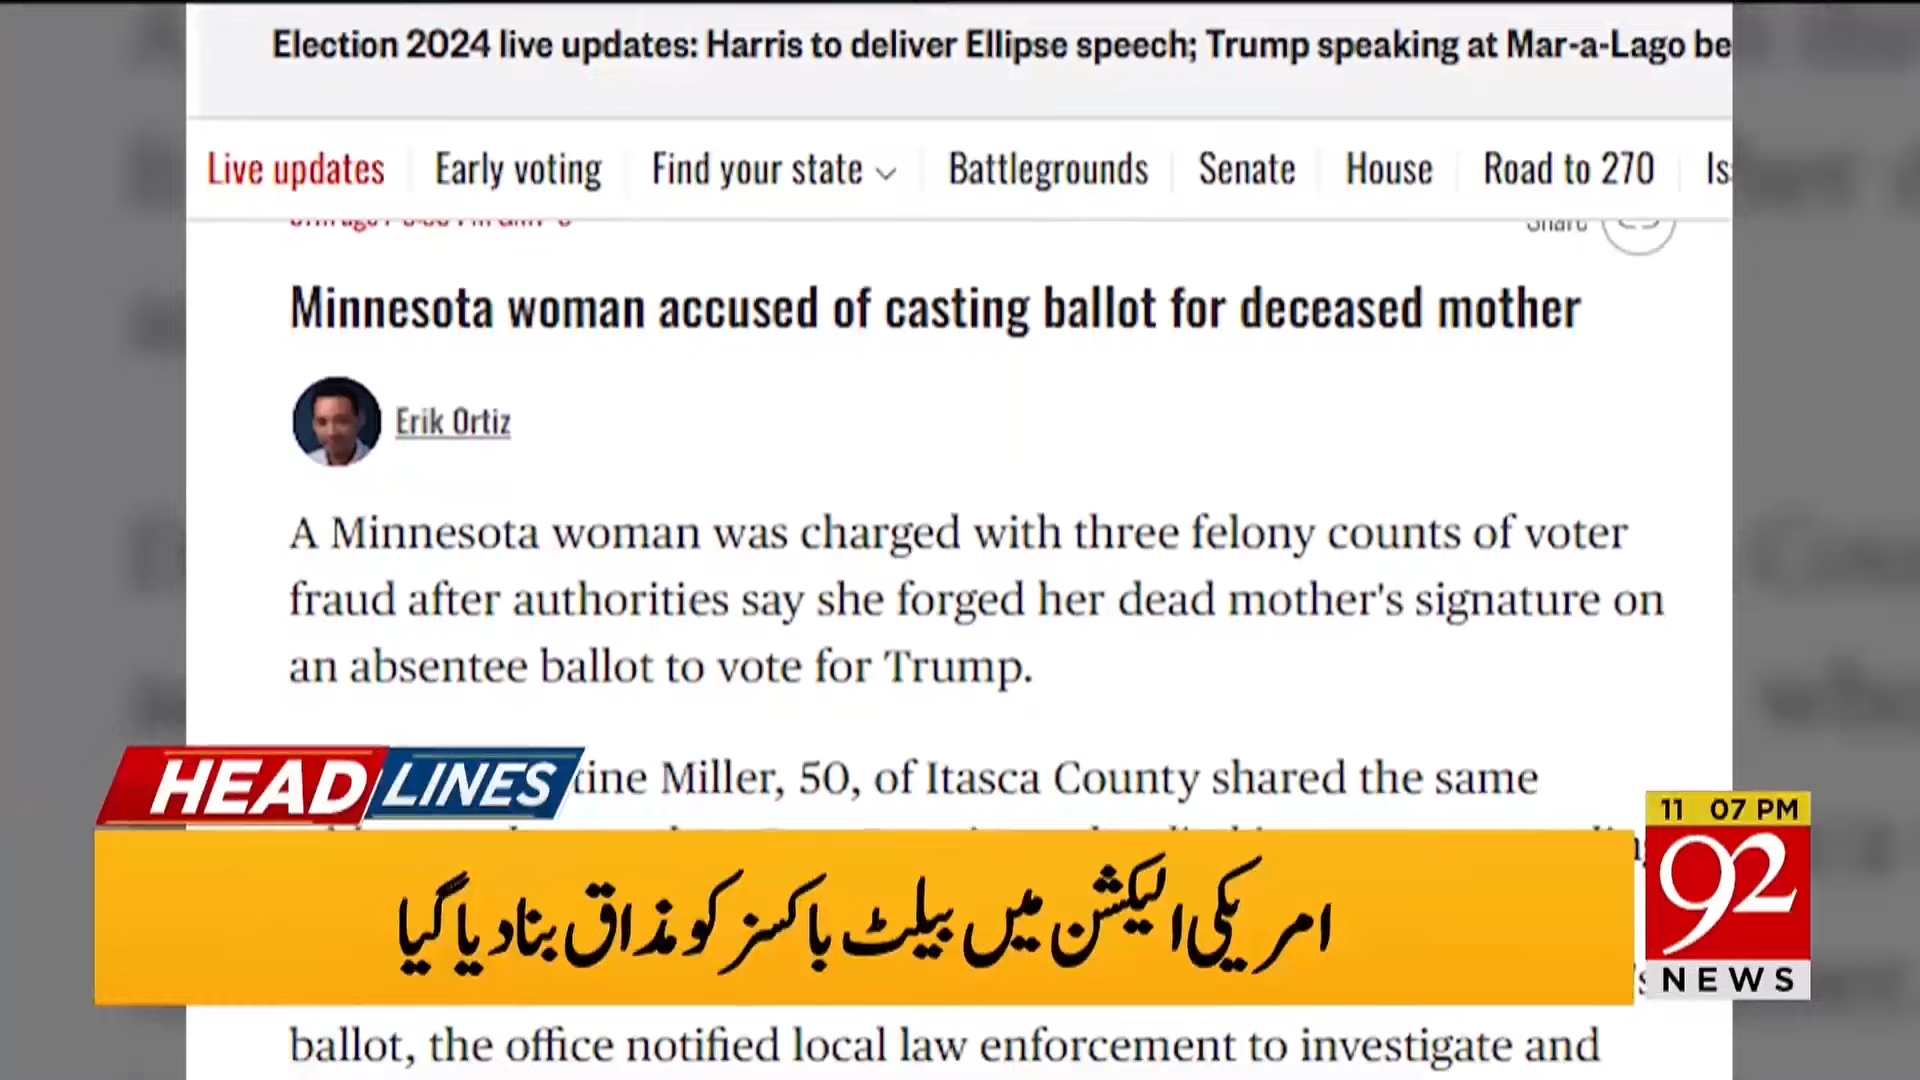 Election 2024 live updates: Harris to deliver Ellipse speech; Trump speaking at Mar-a-Lago be
Live updates Early voting Find your state Battlegrounds Senate House Road to 270 Is
Share
Minnesota woman accused of casting ballot for deceased mother
Erik Ortiz
A Minnesota woman was charged with three felony counts of voter
fraud after authorities say she forged her dead mother's signature on
an absentee ballot to vote for Trump.
HEADLINES
tine Miller, 50, of Itasca County shared the same
11 07 PM
92
NEWS
امریکی الیکشن میں بیلٹ باکسز کو مذاق بنا دیا گیا
ballot, the office notified local law enforcement to investigate and